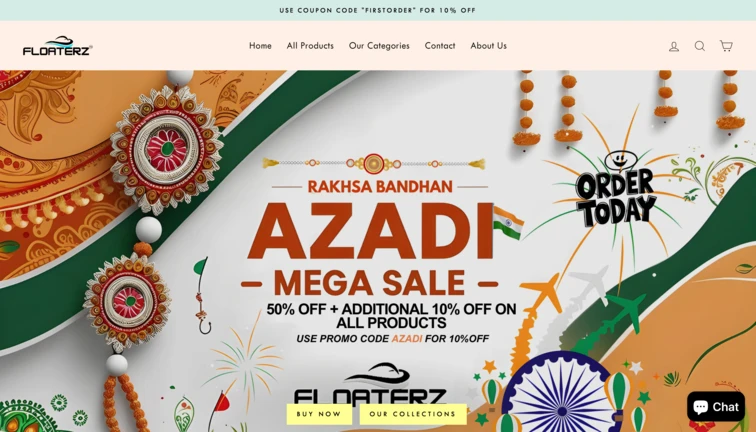 USE COUPON CODE "FIRSTORDER" FOR 10% OFF
FLOATERZ®
Home All Products Our Categories Contact About Us
RAKHSA BANDHAN
AZADI
- MEGA SALE -
50% OFF + ADDITIONAL 10% OFF ON
ALL PRODUCTS
USE PROMO CODE AZADI FOR 10%OFF
ORDER
TODAY
FLOATERZ
BUY NOW
OUR COLLECTIONS
Chat